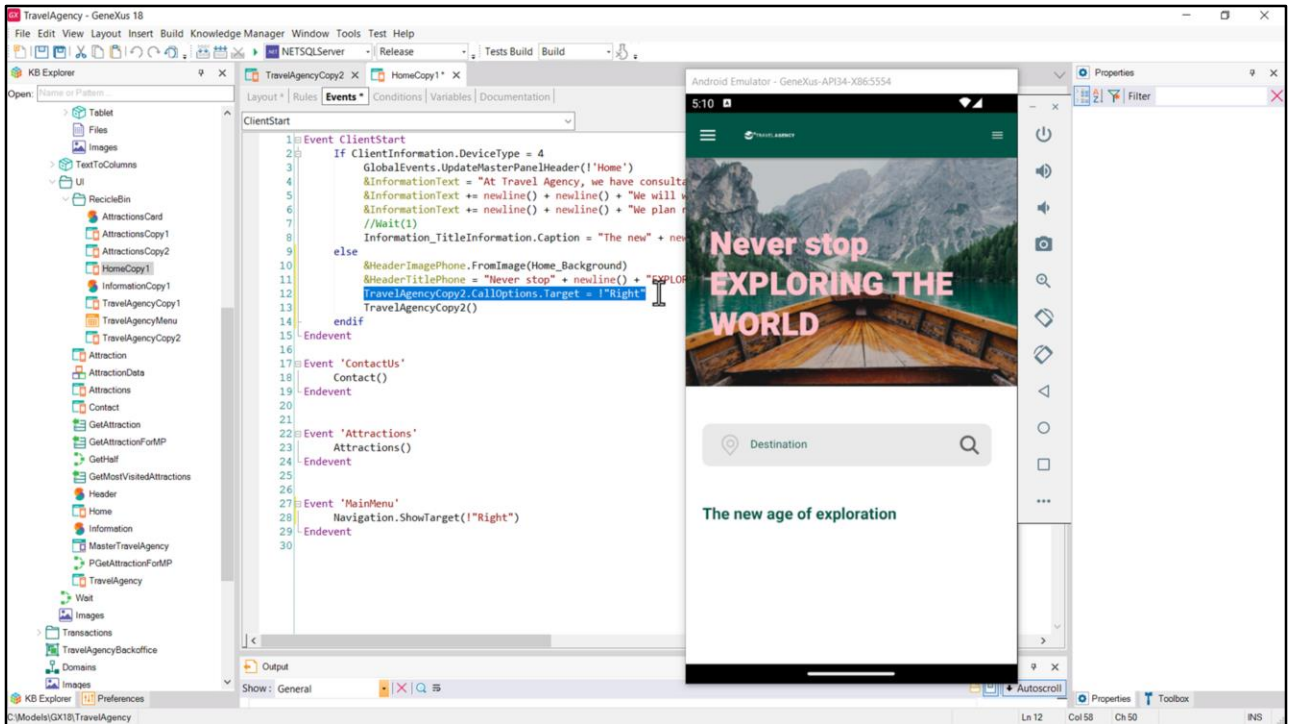 TravelAgency - GeneXus 18
File Edit View Layout Insert Build Knowledge Manager Window Tools Test Help
NETSQLServer Release Tests Build Build
KB Explorer
Open: Name or Pattern...
Tablet
Files
Images
TextToColumns
UI
RecicleBin
AttractionsCard
AttractionsCopy1
AttractionsCopy2
HomeCopy1
InformationCopy1
TravelAgencyCopy1
TravelAgencyMenu
TravelAgencyCopy2
Attraction
AttractionData
Attractions
Contact
GetAttraction
GetAttractionForMP
GetHalf
GetMostVisitedAttractions
Header
Home
Information
MasterTravelAgency
PGetAttractionForMP
TravelAgency
Wait
Images
Transactions
TravelAgencyBackoffice
Domains
Images
KB Explorer Preferences
C:\Models\GX18\TravelAgency
TravelAgencyCopy2 HomeCopy1*
Layout * Rules Events * Conditions Variables Documentation
ClientStart
1 Event ClientStart
2 If ClientInformation.DeviceType = 4
3 GlobalEvents.UpdateMasterPanelHeader(!'Home')
4 &InformationText = "At Travel Agency, we have consulta
5 &InformationText += newline() + newline() + "We will w
6 &InformationText += newline() + newline() + "We plan n
7 //Wait(1)
8 Information_TitleInformation.Caption = "The new" + new
9 else
10 &HeaderImagePhone.FromImage(Home_Background)
11 &HeaderTitlePhone = "Never stop" + newline() + "EXPLOR
12 TravelAgencyCopy2.CallOptions.Target = !"Right"
13 TravelAgencyCopy2()
14 endif
15 Endevent
16
17 Event 'ContactUs'
18 Contact()
19 Endevent
20
21
22 Event 'Attractions'
23 Attractions()
24 Endevent
25
26
27 Event 'MainMenu'
28 Navigation.ShowTarget(!"Right")
29 Endevent
30
Output
Show: General
Autoscroll
Android Emulator - GeneXus-API34-X86:5554
5:10
TRAVEL AGENCY
Never stop
EXPLORING THE
WORLD
Destination
The new age of exploration
Properties
Filter
Properties Toolbox
Ln 12 Col 58 Ch 50 INS